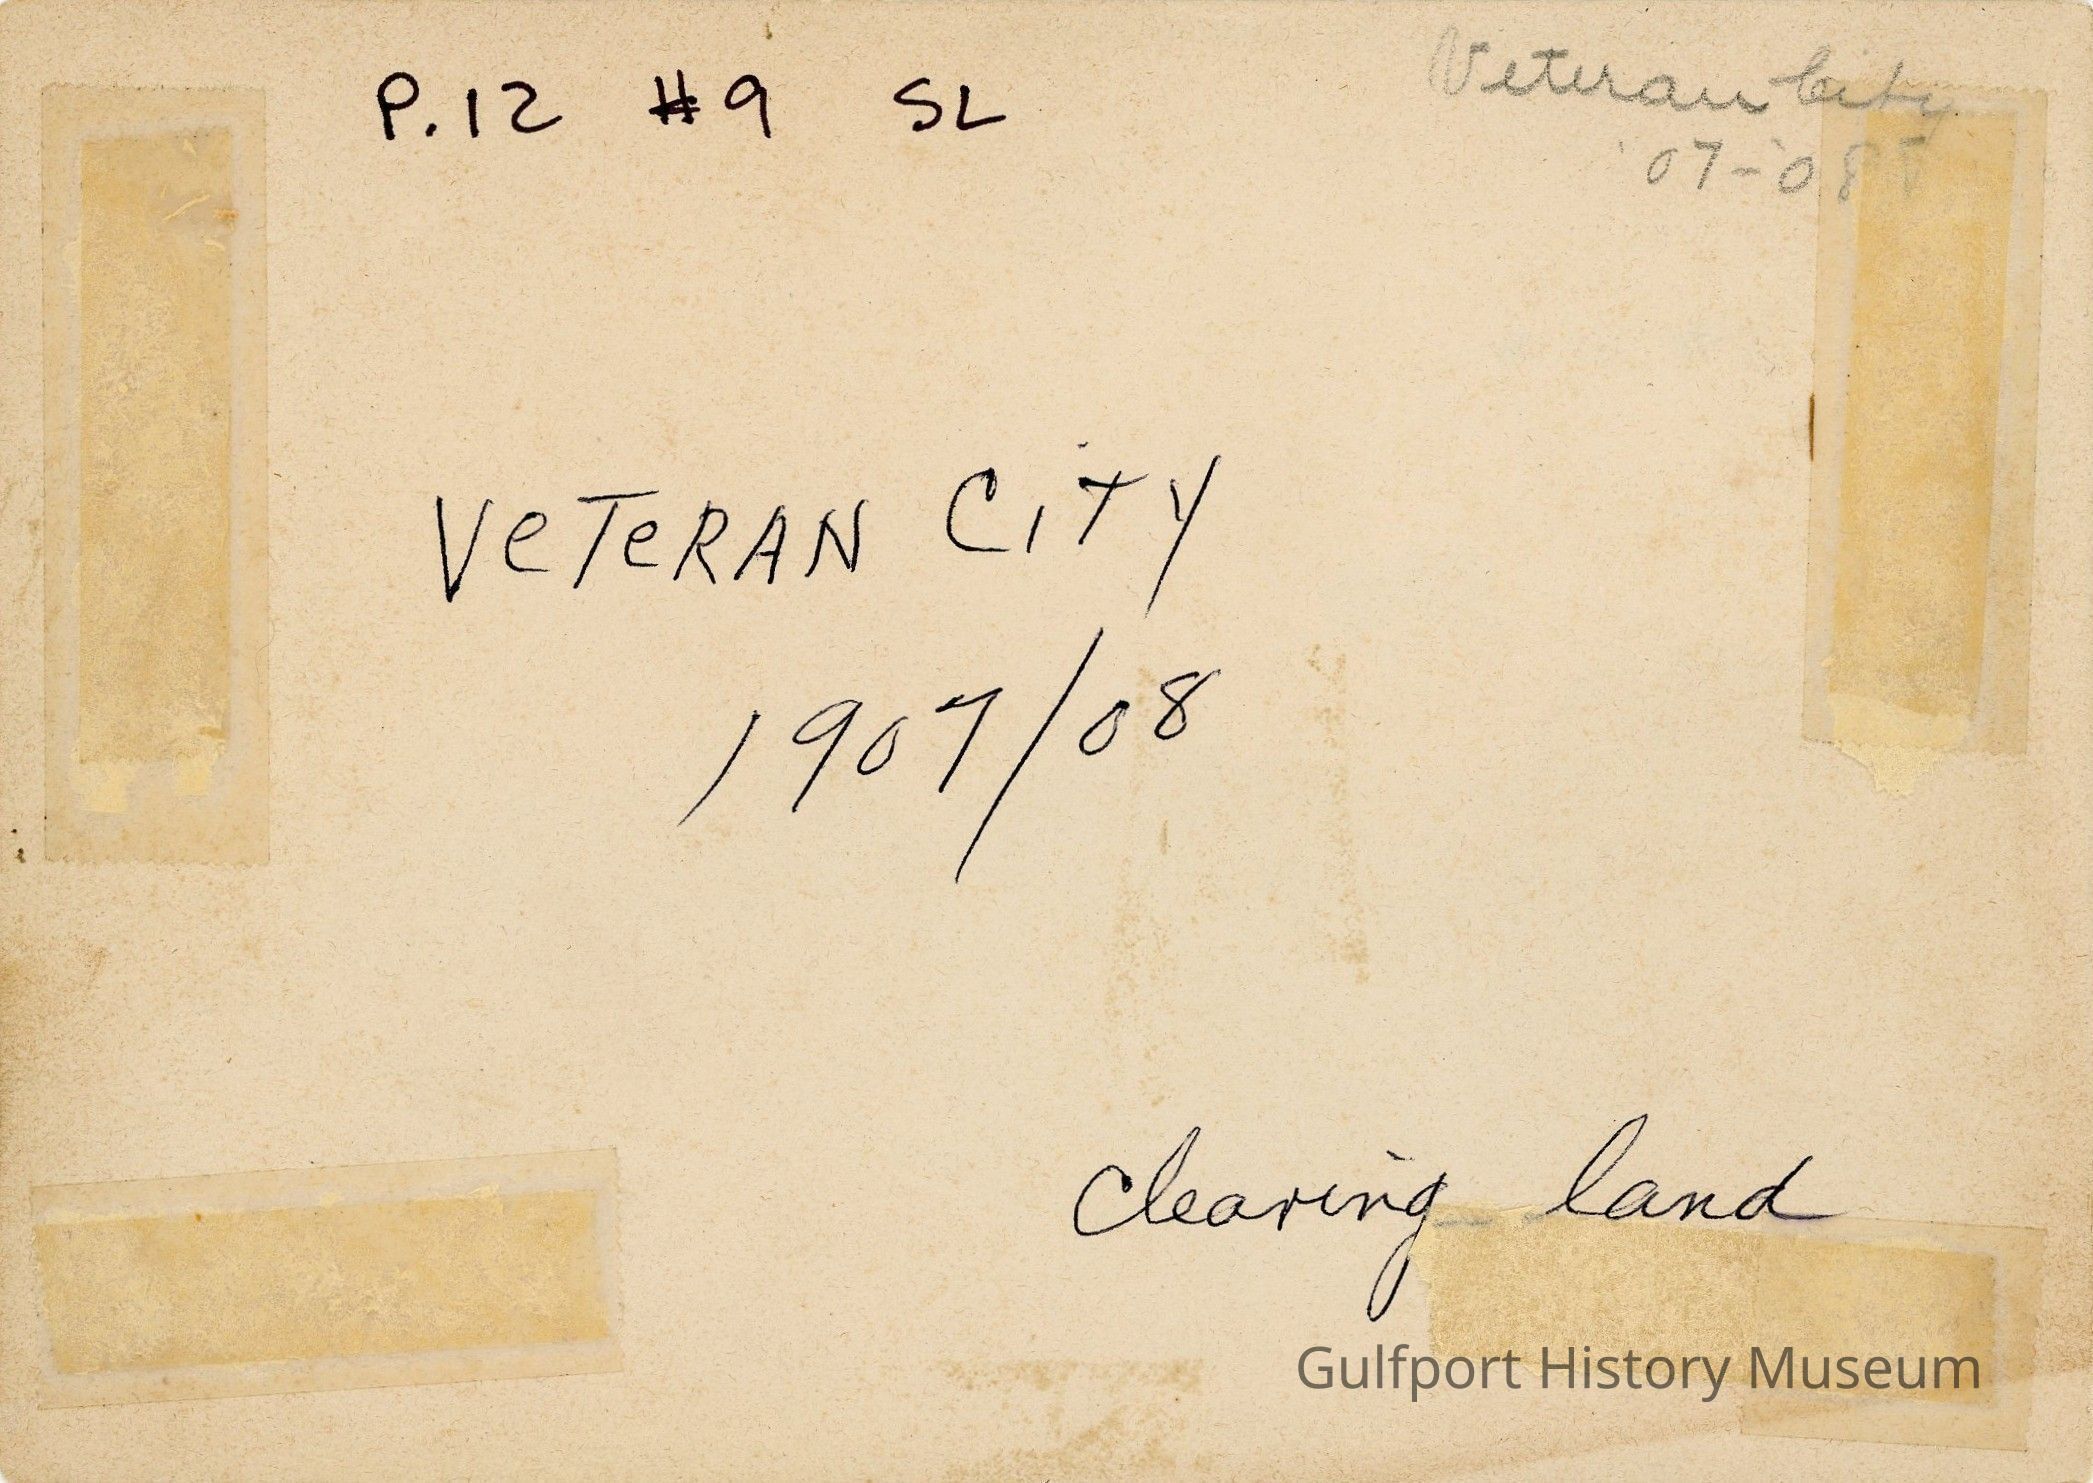 P.12 #9 SL
Veteran City
'07-'08
VeTeRAN CiTY
1907/08
clearing land
Gulfport History Museum